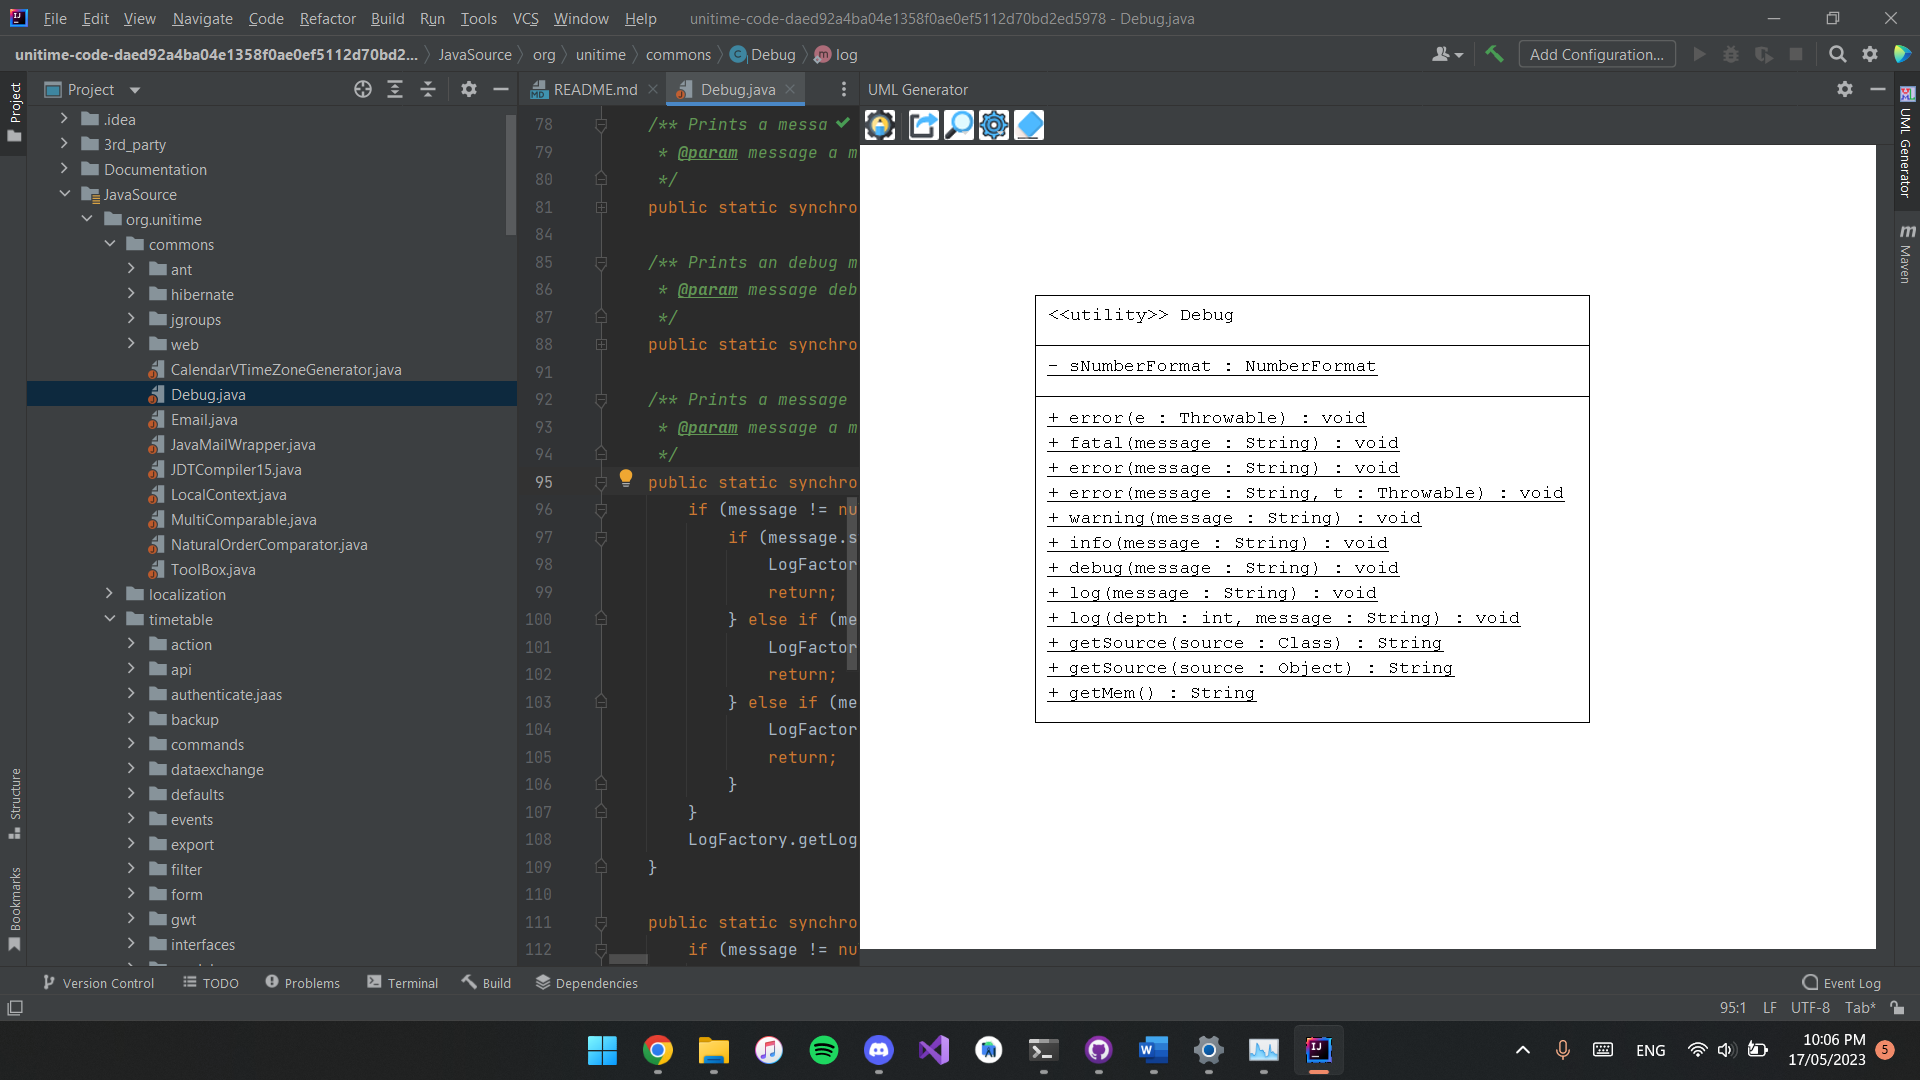 File Edit View Navigate Code Refactor Build Run Tools VCS Window Help unitime-code-daed92a4ba04e1358f0ae0ef5112d70bd2ed5978 - Debug.java
unitime-code-daed92a4ba04e1358f0ae0ef5112d70bd2... JavaSource org unitime commons Debug log Add Configuration...
Project
Project
.idea
3rd_party
Documentation
JavaSource
org.unitime
commons
ant
hibernate
jgroups
web
CalendarVTimeZoneGenerator.java
Debug.java
Email.java
JavaMailWrapper.java
JDTCompiler15.java
LocalContext.java
MultiComparable.java
NaturalOrderComparator.java
ToolBox.java
localization
timetable
action
api
authenticate.jaas
backup
commands
dataexchange
defaults
events
export
filter
form
gwt
interfaces
Structure
Bookmarks
README.md Debug.java
78 /** Prints a messa
79 * @param message a m
80 */
81 public static synchro
84
85 /** Prints an debug m
86 * @param message deb
87 */
88 public static synchro
91
92 /** Prints a message
93 * @param message a m
94 */
95 public static synchro
96 if (message != nu
97 if (message.s
98 LogFactor
99 return;
100 } else if (me
101 LogFactor
102 return;
103 } else if (me
104 LogFactor
105 return;
106 }
107 }
108 LogFactory.getLog
109 }
110
111 public static synchro
112 if (message != nu
UML Generator
<<utility>> Debug
- sNumberFormat : NumberFormat
+ error(e : Throwable) : void
+ fatal(message : String) : void
+ error(message : String) : void
+ error(message : String, t : Throwable) : void
+ warning(message : String) : void
+ info(message : String) : void
+ debug(message : String) : void
+ log(message : String) : void
+ log(depth : int, message : String) : void
+ getSource(source : Class) : String
+ getSource(source : Object) : String
+ getMem() : String
UML Generator
Maven
Version Control TODO Problems Terminal Build Dependencies Event Log
95:1 LF UTF-8 Tab*
ENG 10:06 PM 5
17/05/2023